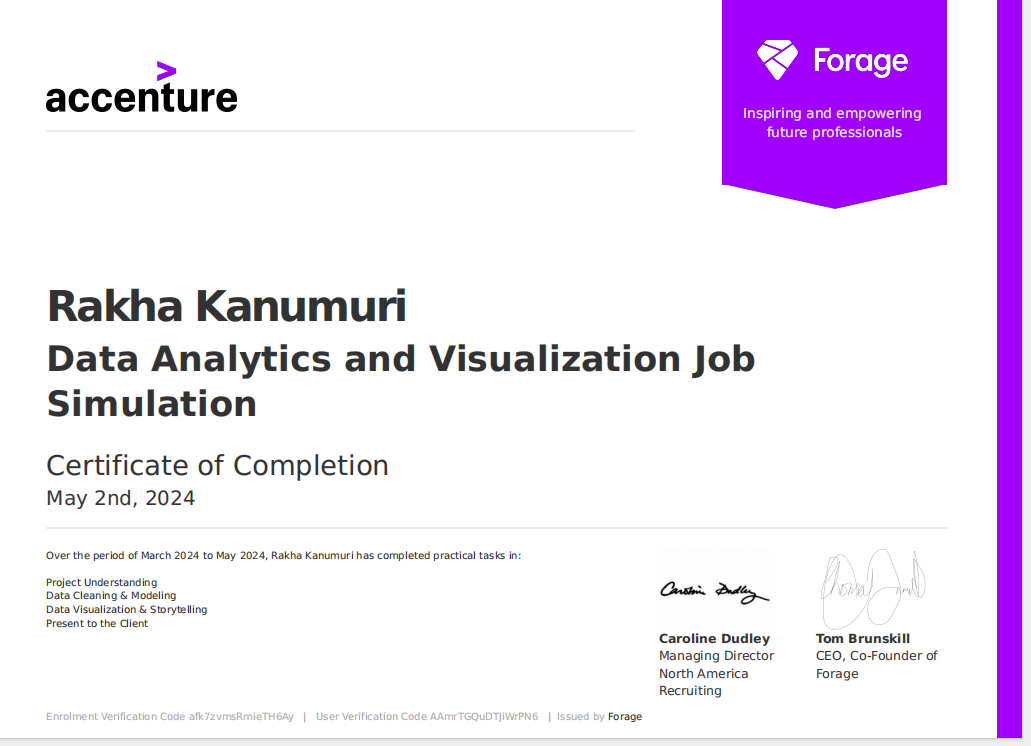 accenture
>
Forage
Inspiring and empowering
future professionals
Rakha Kanumuri
Data Analytics and Visualization Job
Simulation
Certificate of Completion
May 2nd, 2024
Over the period of March 2024 to May 2024, Rakha Kanumuri has completed practical tasks in:
Project Understanding
Data Cleaning & Modeling
Data Visualization & Storytelling
Present to the Client
Caroline Dudley
Caroline Dudley
Managing Director
North America
Recruiting
Tom Brunskill
CEO, Co-Founder of
Forage
Enrolment Verification Code afk7zvmsRmieTH6Ay | User Verification Code AAmrTGQuDTJiWrPN6 | Issued by Forage